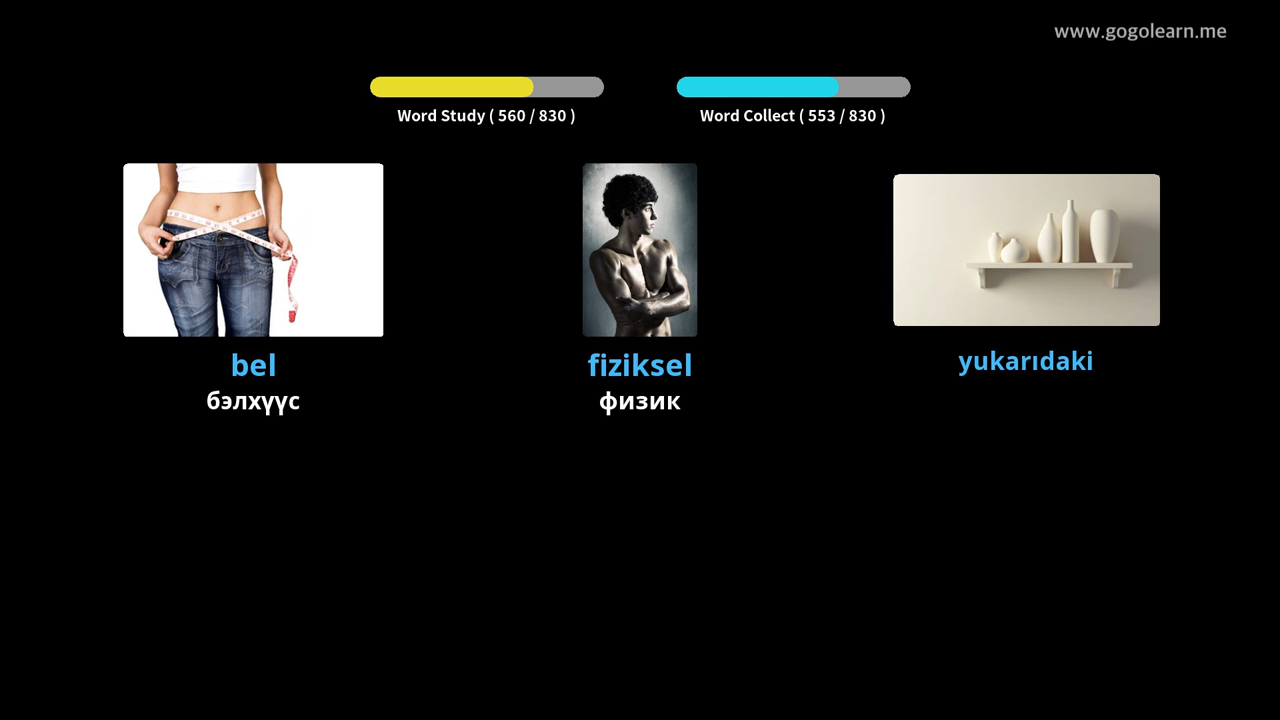 www.gogolearn.me
Word Study ( 560 / 830 )
Word Collect ( 553 / 830 )
bel
бэлхүүс
fiziksel
физик
yukarıdaki